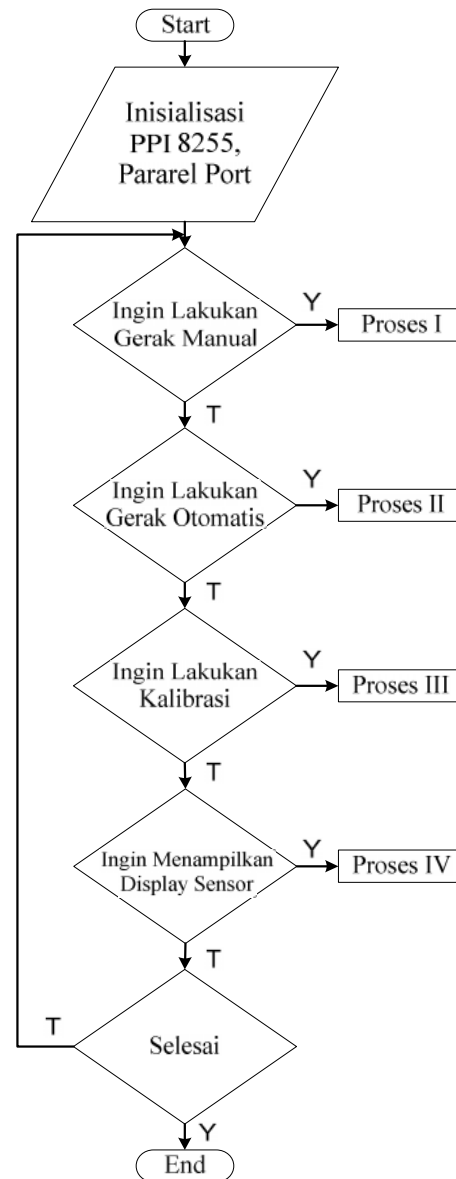 Start
Inisialisasi
PPI 8255,
Pararel Port
Ingin Lakukan
Gerak Manual
Y
Proses I
T
Ingin Lakukan
Gerak Otomatis
Y
Proses II
T
Ingin Lakukan
Kalibrasi
Y
Proses III
T
Ingin Menampilkan
Display Sensor
Y
Proses IV
T
Selesai
T
Y
End